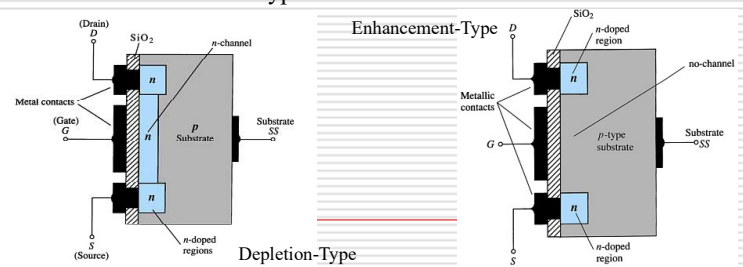 (Drain)
D
SiO2
n-channel
n
Metal contacts
(Gate)
G
n
p
Substrate
Substrate
SS
n
S
(Source)
n-doped
regions
Depletion-Type
Enhancement-Type
SiO2
D
n-doped
region
n
no-channel
Metallic
contacts
G
p-type
substrate
Substrate
SS
n
n-doped
region
S